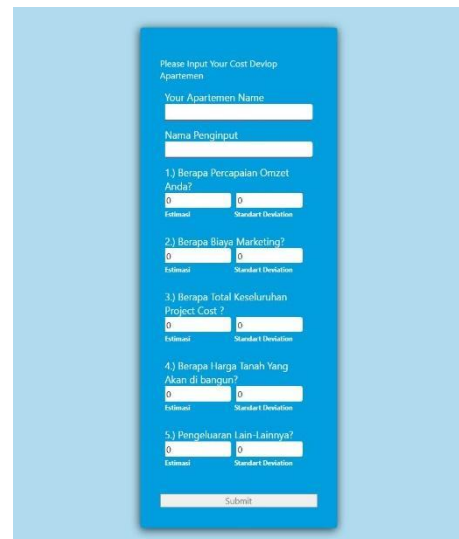 Please Input Your Cost Devlop
Apartemen
Your Apartemen Name
Nama Penginput
1.) Berapa Percapaian Omzet
Anda?
0 0
Estimasi Standart Deviation
2.) Berapa Biaya Marketing?
0 0
Estimasi Standart Deviation
3.) Berapa Total Keseluruhan
Project Cost ?
0 0
Estimasi Standart Deviation
4.) Berapa Harga Tanah Yang
Akan di bangun?
0 0
Estimasi Standart Deviation
5.) Pengeluaran Lain-Lainnya?
0 0
Estimasi Standart Deviation
Submit